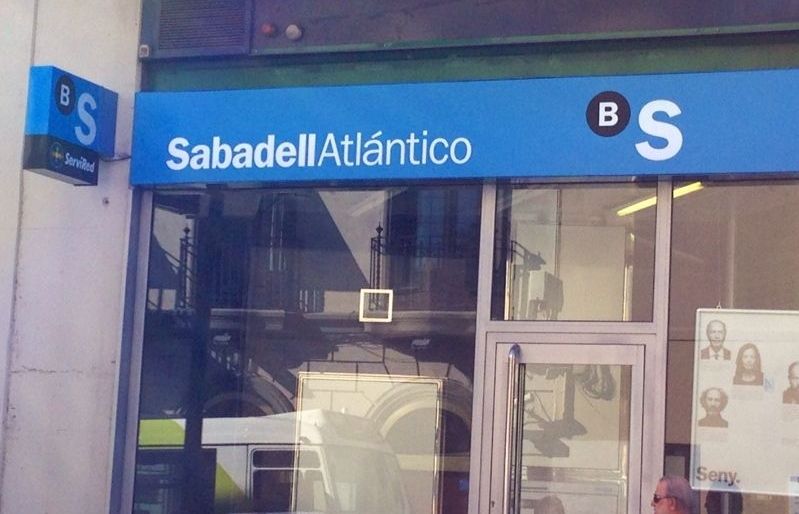 BS
ServiRed
SabadellAtlántico
BS
Seny.